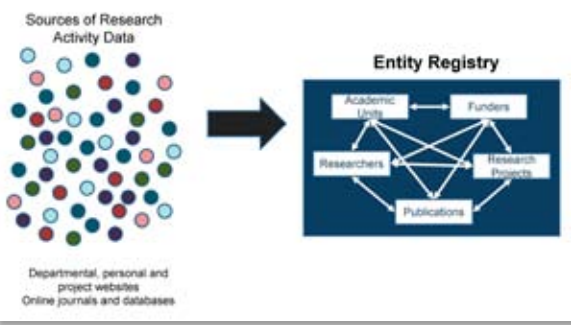 Sources of Research
Activity Data
Entity Registry
Academic
Units
Funders
Researchers
Research
Projects
Publications
Departmental, personal and
project websites
Online journals and databases